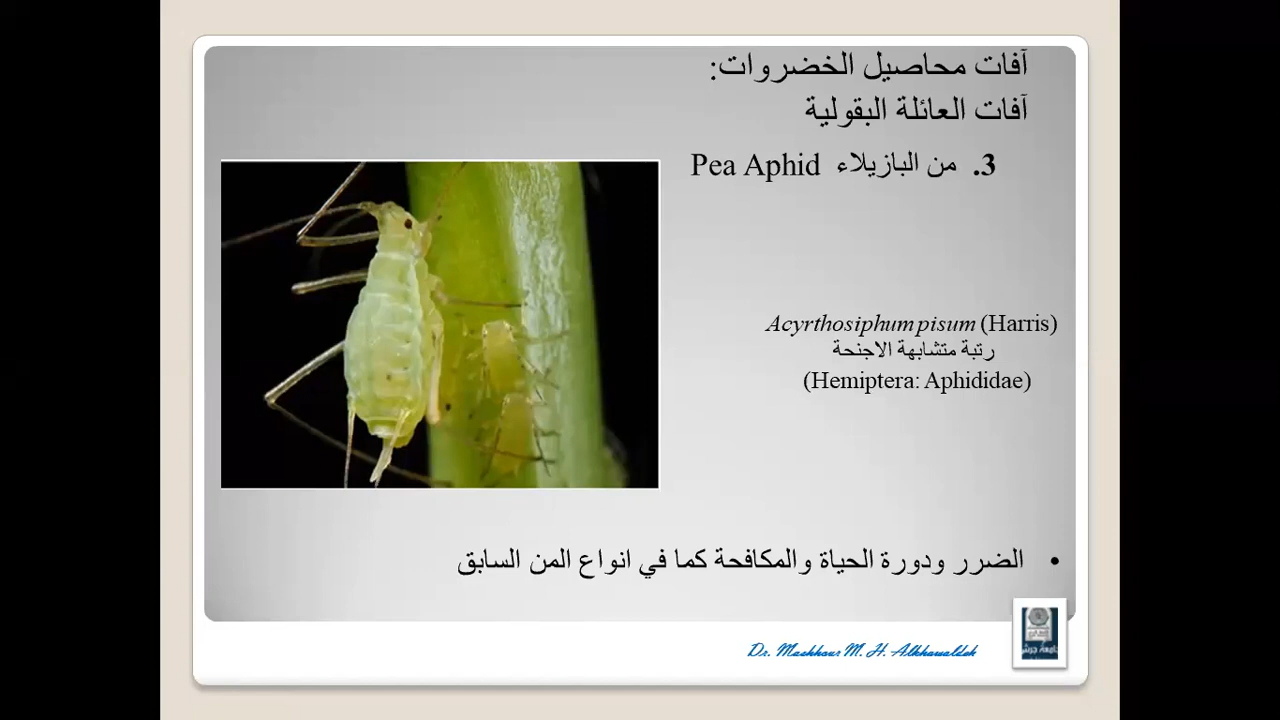 آفات محاصيل الخضروات:
آفات العائلة البقولية
3. من البازيلاء Pea Aphid
Acyrthosiphum pisum (Harris)
رتبة متشابهة الاجنحة
(Hemiptera: Aphididae)
• الضرر ودورة الحياة والمكافحة كما في انواع المن السابق
Dr. Mashhour M. H. Alkhawaldeh